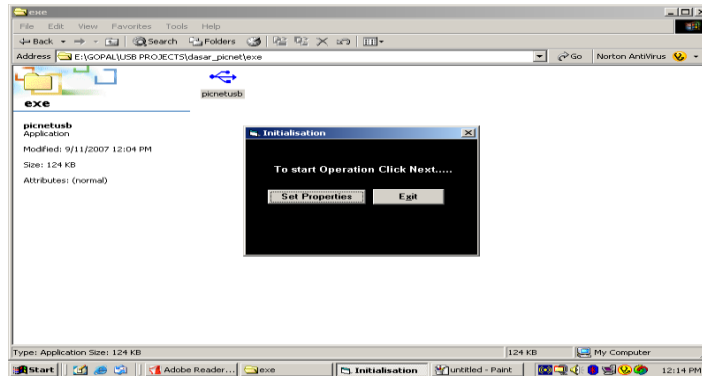 exe
File Edit View Favorites Tools Help
Back Search Folders
Address E:\GOPAL\USB PROJECTS\dasar_picnet\exe Go Norton AntiVirus
exe
picnetusb
picnetusb
Application
Modified: 9/11/2007 12:04 PM
Size: 124 KB
Attributes: (normal)
Initialisation
To start Operation Click Next.....
Set Properties Exit
Type: Application Size: 124 KB 124 KB My Computer
Start Adobe Reader... exe Initialisation untitled - Paint 12:14 PM